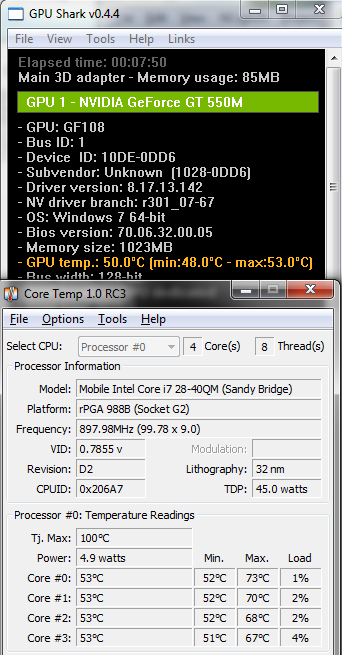 GPU Shark v0.4.4
File View Tools Help Links
Elapsed time: 00:07:50
Main 3D adapter - Memory usage: 85MB
GPU 1 - NVIDIA GeForce GT 550M
- GPU: GF108
- Bus ID: 1
- Device ID: 10DE-0DD6
- Subvendor: Unknown (1028-0DD6)
- Driver version: 8.17.13.142
- NV driver branch: r301_07-67
- OS: Windows 7 64-bit
- Bios version: 70.06.32.00.05
- Memory size: 1023MB
- GPU temp.: 50.0°C (min:48.0°C - max:53.0°C)
- Bus width: 128-bit
Core Temp 1.0 RC3
File Options Tools Help
Select CPU: Processor #0 4 Core(s) 8 Thread(s)
Processor Information
Model: Mobile Intel Core i7 28-40QM (Sandy Bridge)
Platform: rPGA 988B (Socket G2)
Frequency: 897.98MHz (99.78 x 9.0)
VID: 0.7855 v Modulation:
Revision: D2 Lithography: 32 nm
CPUID: 0x206A7 TDP: 45.0 watts
Processor #0: Temperature Readings
Tj. Max: 100°C
Power: 4.9 watts Min. Max. Load
Core #0: 53°C 52°C 73°C 1%
Core #1: 53°C 52°C 70°C 2%
Core #2: 53°C 52°C 68°C 2%
Core #3: 53°C 51°C 67°C 4%